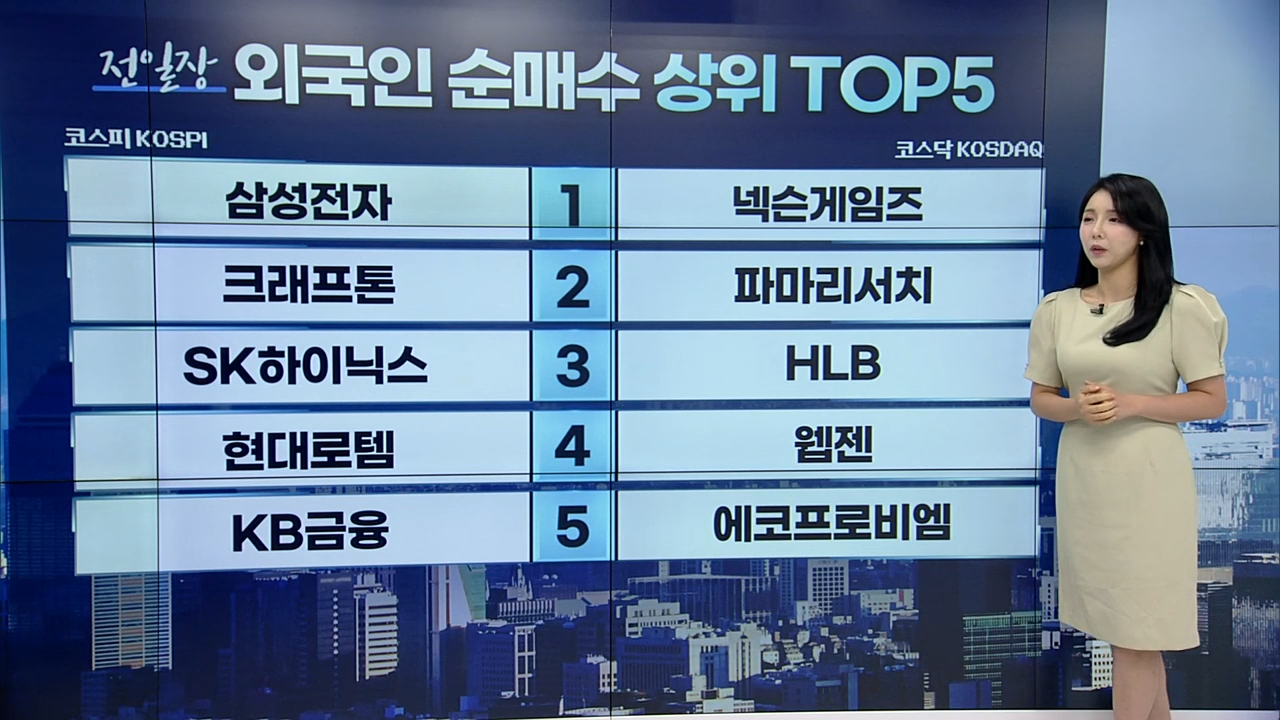 전일장 외국인 순매수 상위 TOP5
코스피 KOSPI
코스닥 KOSDAQ
삼성전자 1 넥슨게임즈
크래프톤 2 파마리서치
SK하이닉스 3 HLB
현대로템 4 웹젠
KB금융 5 에코프로비엠